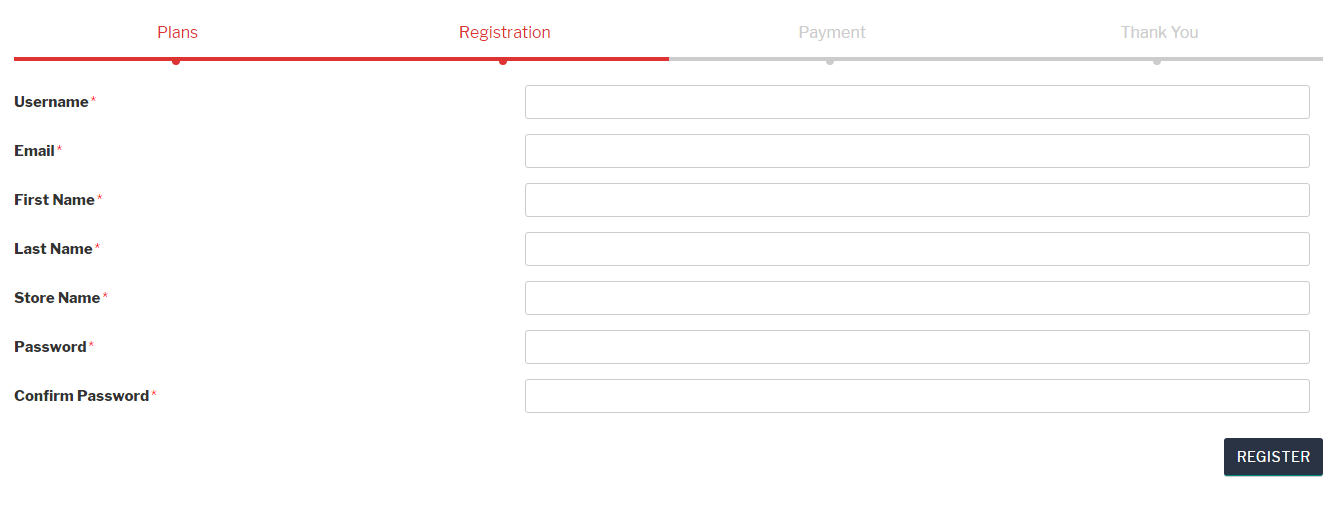 Plans Registration Payment Thank You
Username*
Email*
First Name*
Last Name*
Store Name*
Password*
Confirm Password*
REGISTER